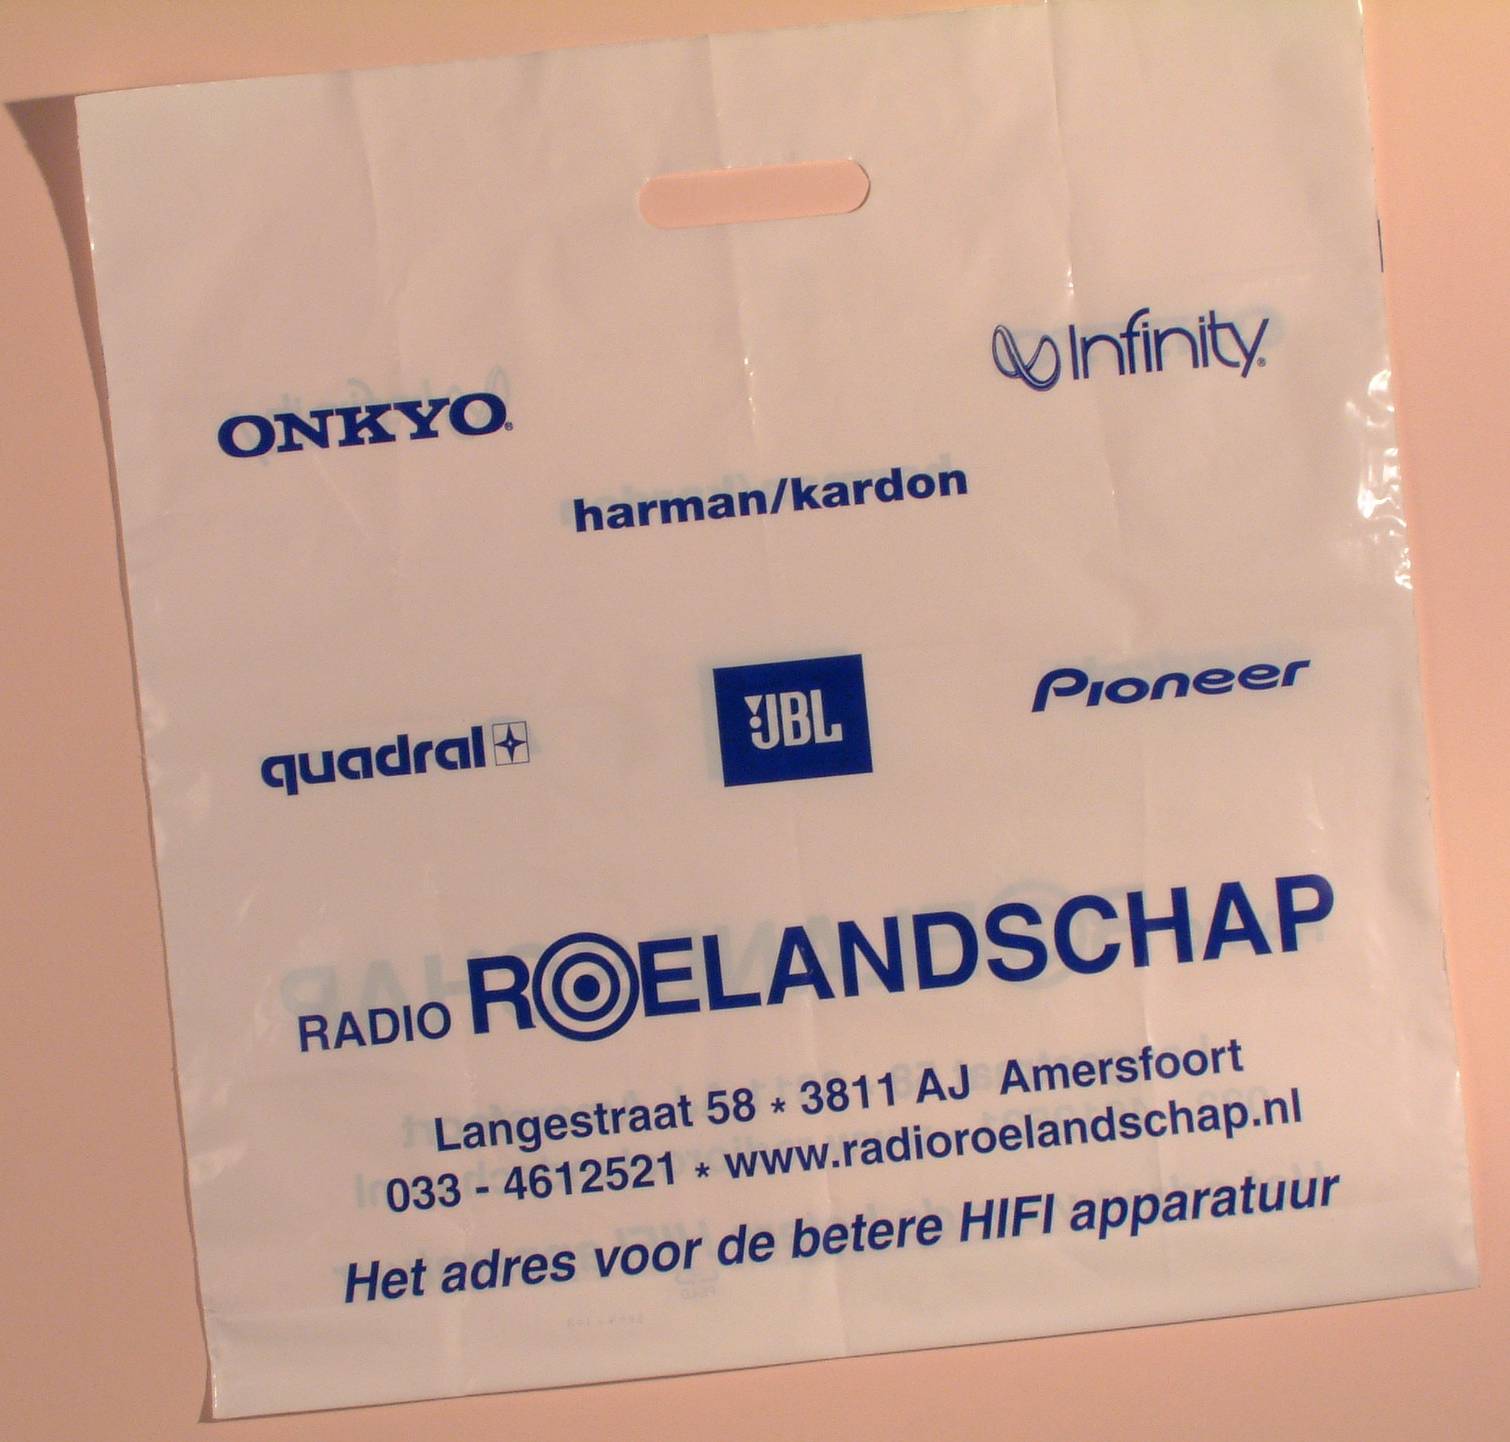 ONKYO®
Infinity®
harman/kardon
quadral
JBL
Pioneer
RADIO ROELANDSCHAP
Langestraat 58 * 3811 AJ Amersfoort
033 - 4612521 * www.radioroelandschap.nl
Het adres voor de betere HIFI apparatuur